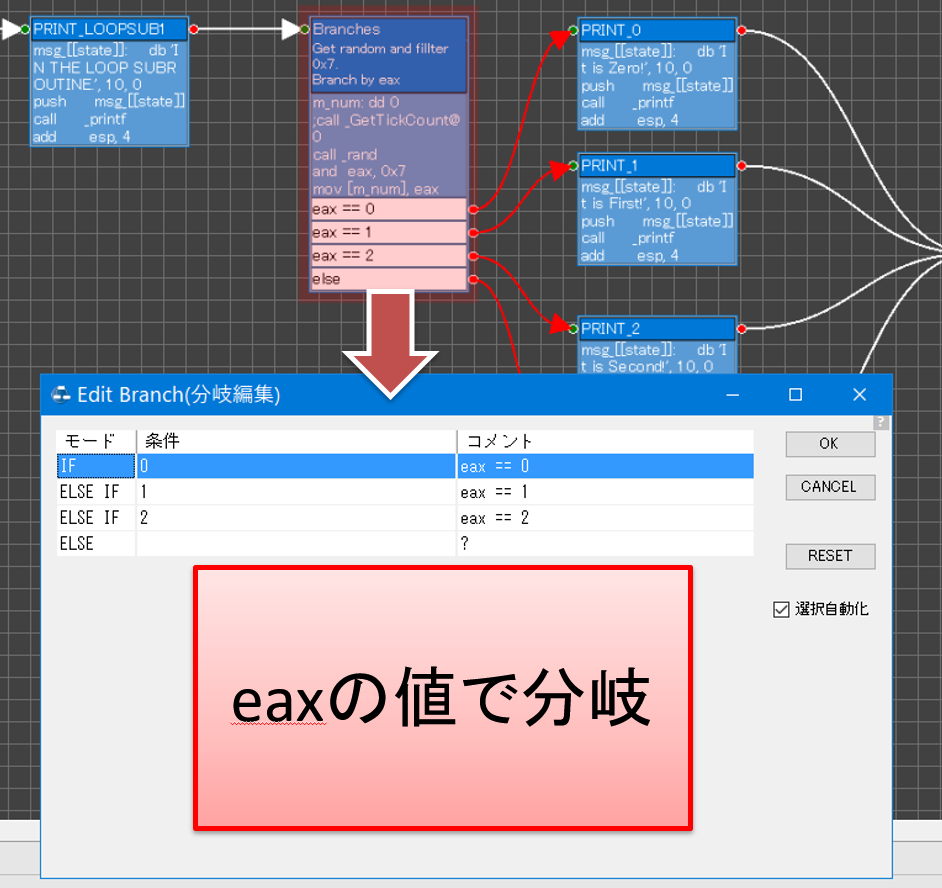 PRINT_LOOPSUB1
msg_[[state]]: db 'I
N THE LOOP SUBR
OUTINE.', 10, 0
push msg_[[state]]
call _printf
add esp, 4
Branches
Get random and fillter
0x7.
Branch by eax
m_num: dd 0
;call _GetTickCount@
0
call _rand
and eax, 0x7
mov [m_num], eax
eax == 0
eax == 1
eax == 2
else
PRINT_0
msg_[[state]]: db 'I
t is Zero!', 10, 0
push msg_[[state]]
call _printf
add esp, 4
PRINT_1
msg_[[state]]: db 'I
t is First!', 10, 0
push msg_[[state]]
call _printf
add esp, 4
PRINT_2
msg_[[state]]: db 'I
t is Second!', 10, 0
Edit Branch(分岐編集)
?
モード 条件 コメント
IF 0 eax == 0
ELSE IF 1 eax == 1
ELSE IF 2 eax == 2
ELSE ?
OK
CANCEL
RESET
選択自動化
eaxの値で分岐